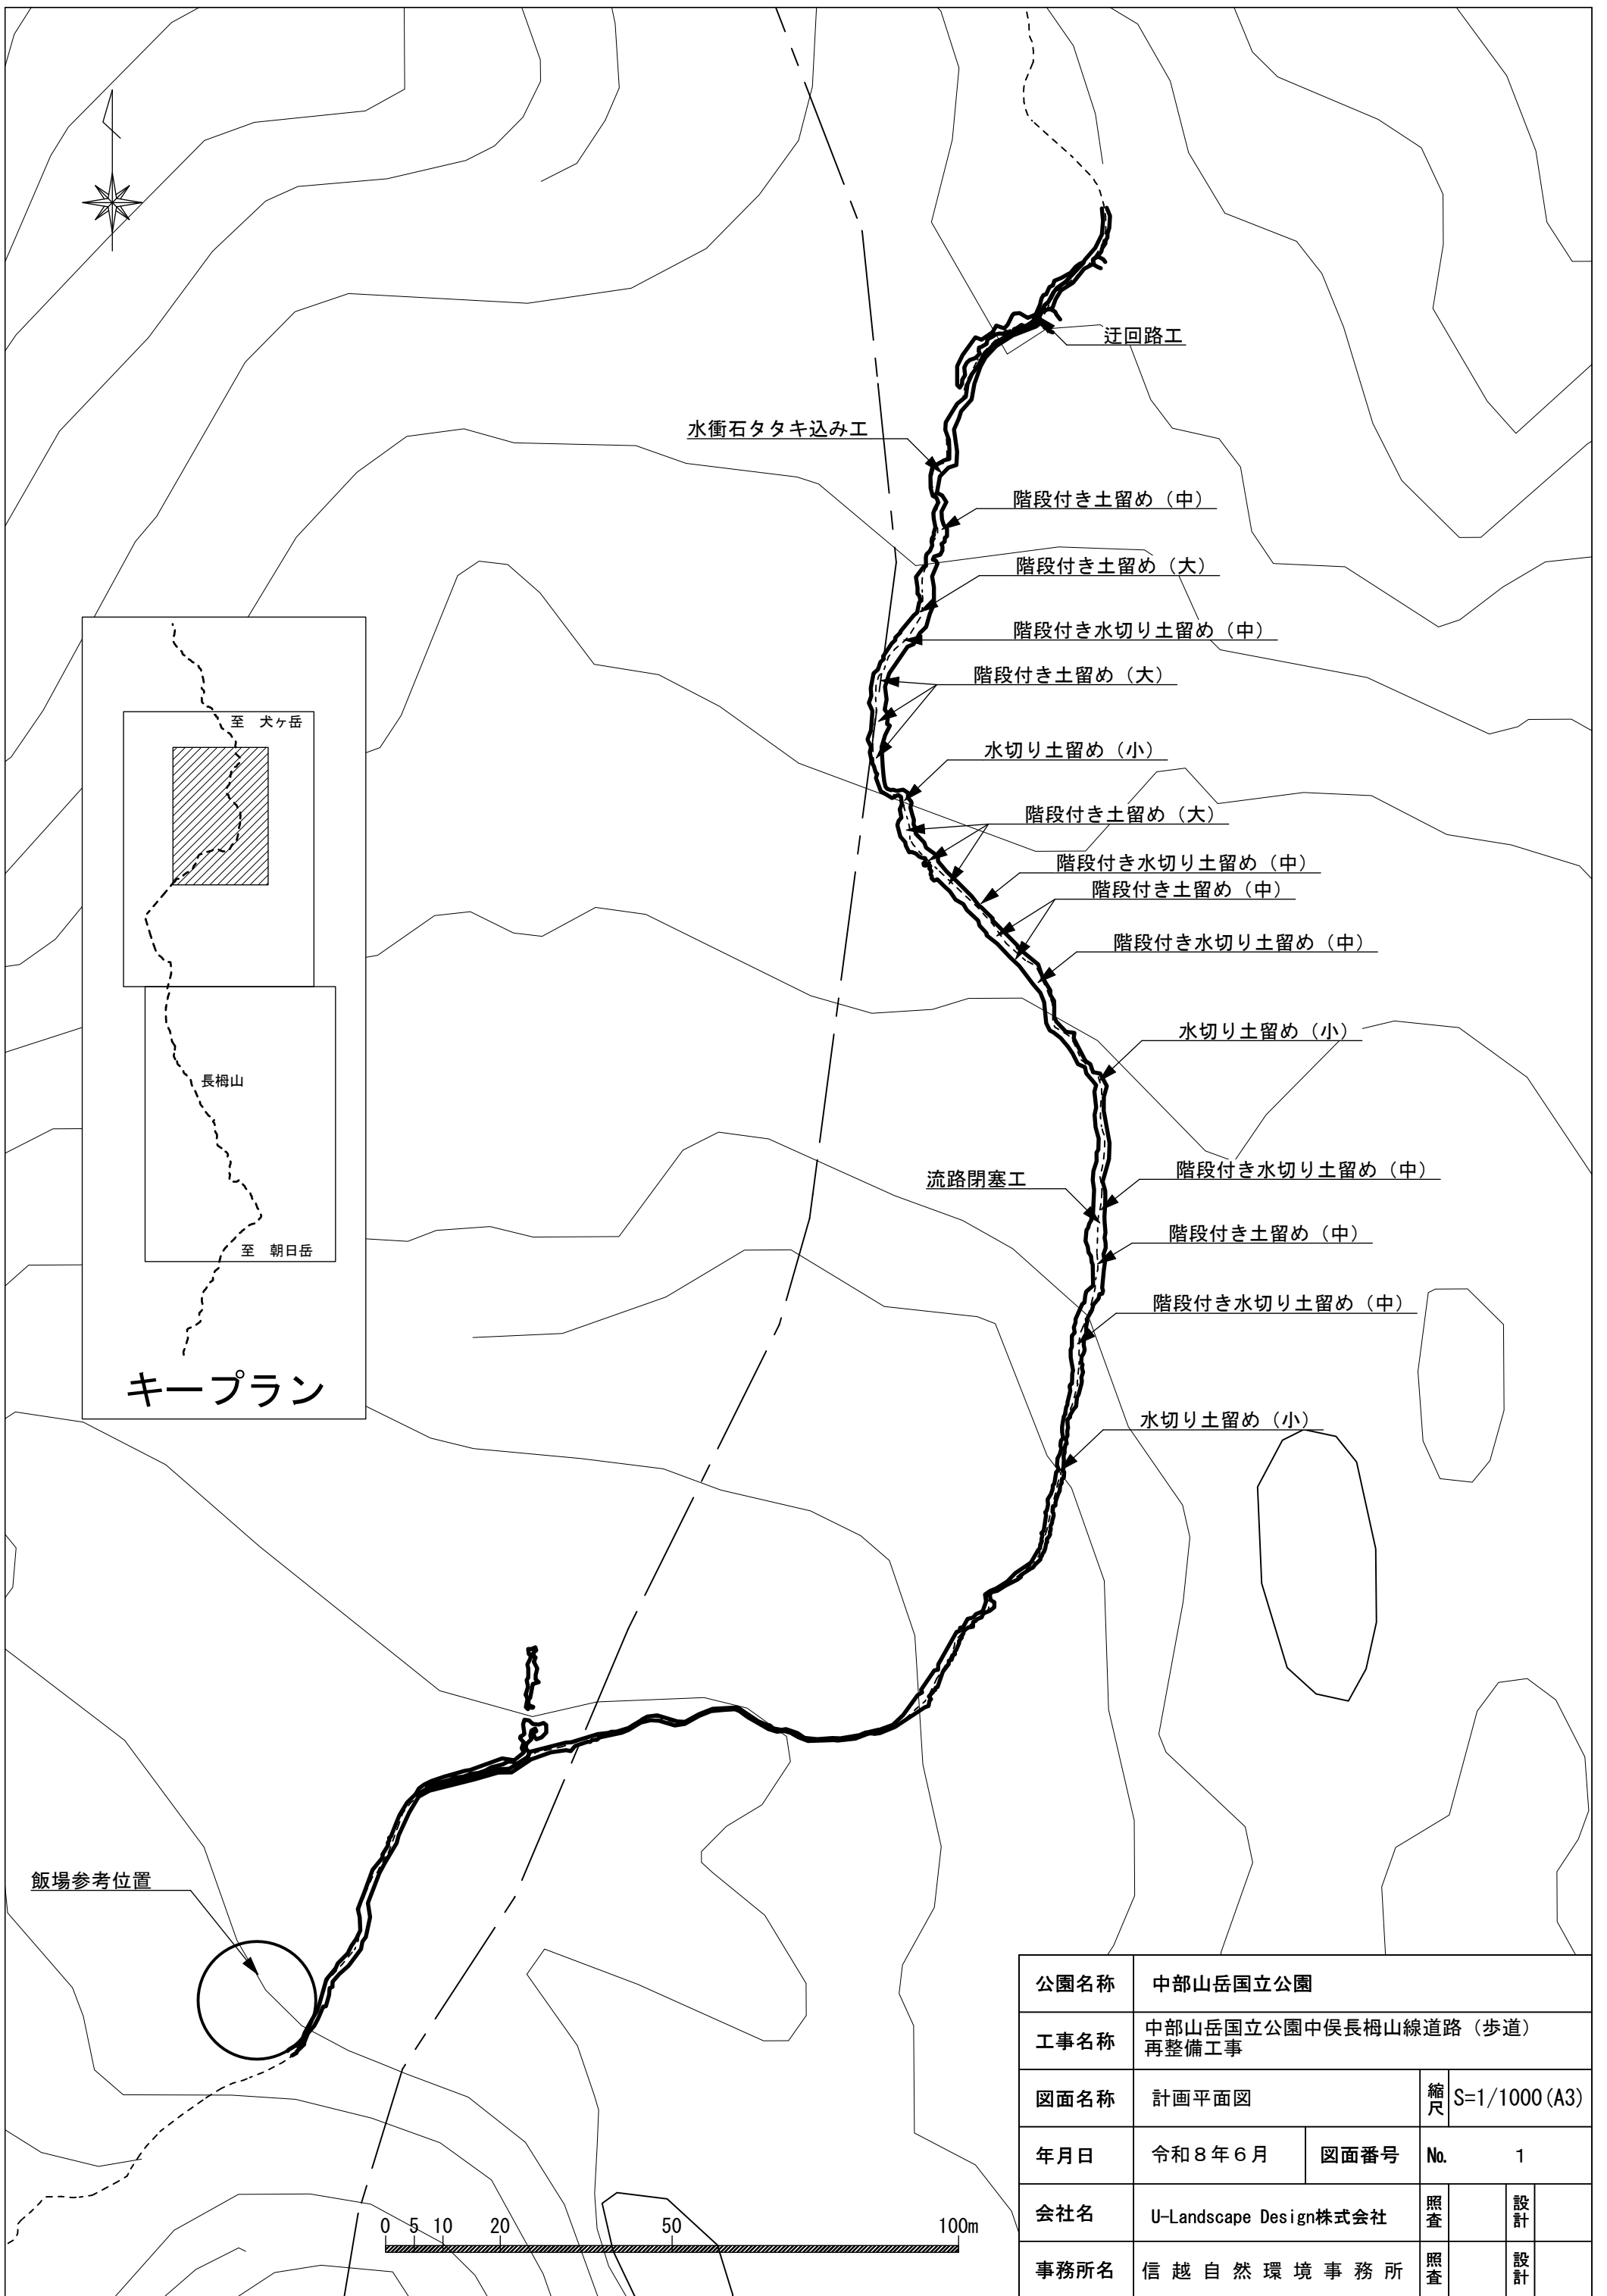 迂回路工
水衝石タタキ込み工
階段付き土留め（中）
階段付き土留め（大）
階段付き水切り土留め（中）
階段付き土留め（大）
水切り土留め（小）
階段付き土留め（大）
階段付き水切り土留め（中）
階段付き土留め（中）
階段付き水切り土留め（中）
水切り土留め（小）
階段付き水切り土留め（中）
流路閉塞工
階段付き土留め（中）
階段付き水切り土留め（中）
水切り土留め（小）
至　犬ヶ岳
長栂山
至　朝日岳
キープラン
飯場参考位置
0 5 10 20 50 100m
公園名称 中部山岳国立公園
工事名称 中部山岳国立公園中俣長栂山線道路（歩道）
再整備工事
図面名称 計画平面図 縮尺 S=1/1000(A3)
年月日 令和８年６月 図面番号 No. 1
会社名 U-Landscape Design株式会社 照査 設計
事務所名 信越自然環境事務所 照査 設計